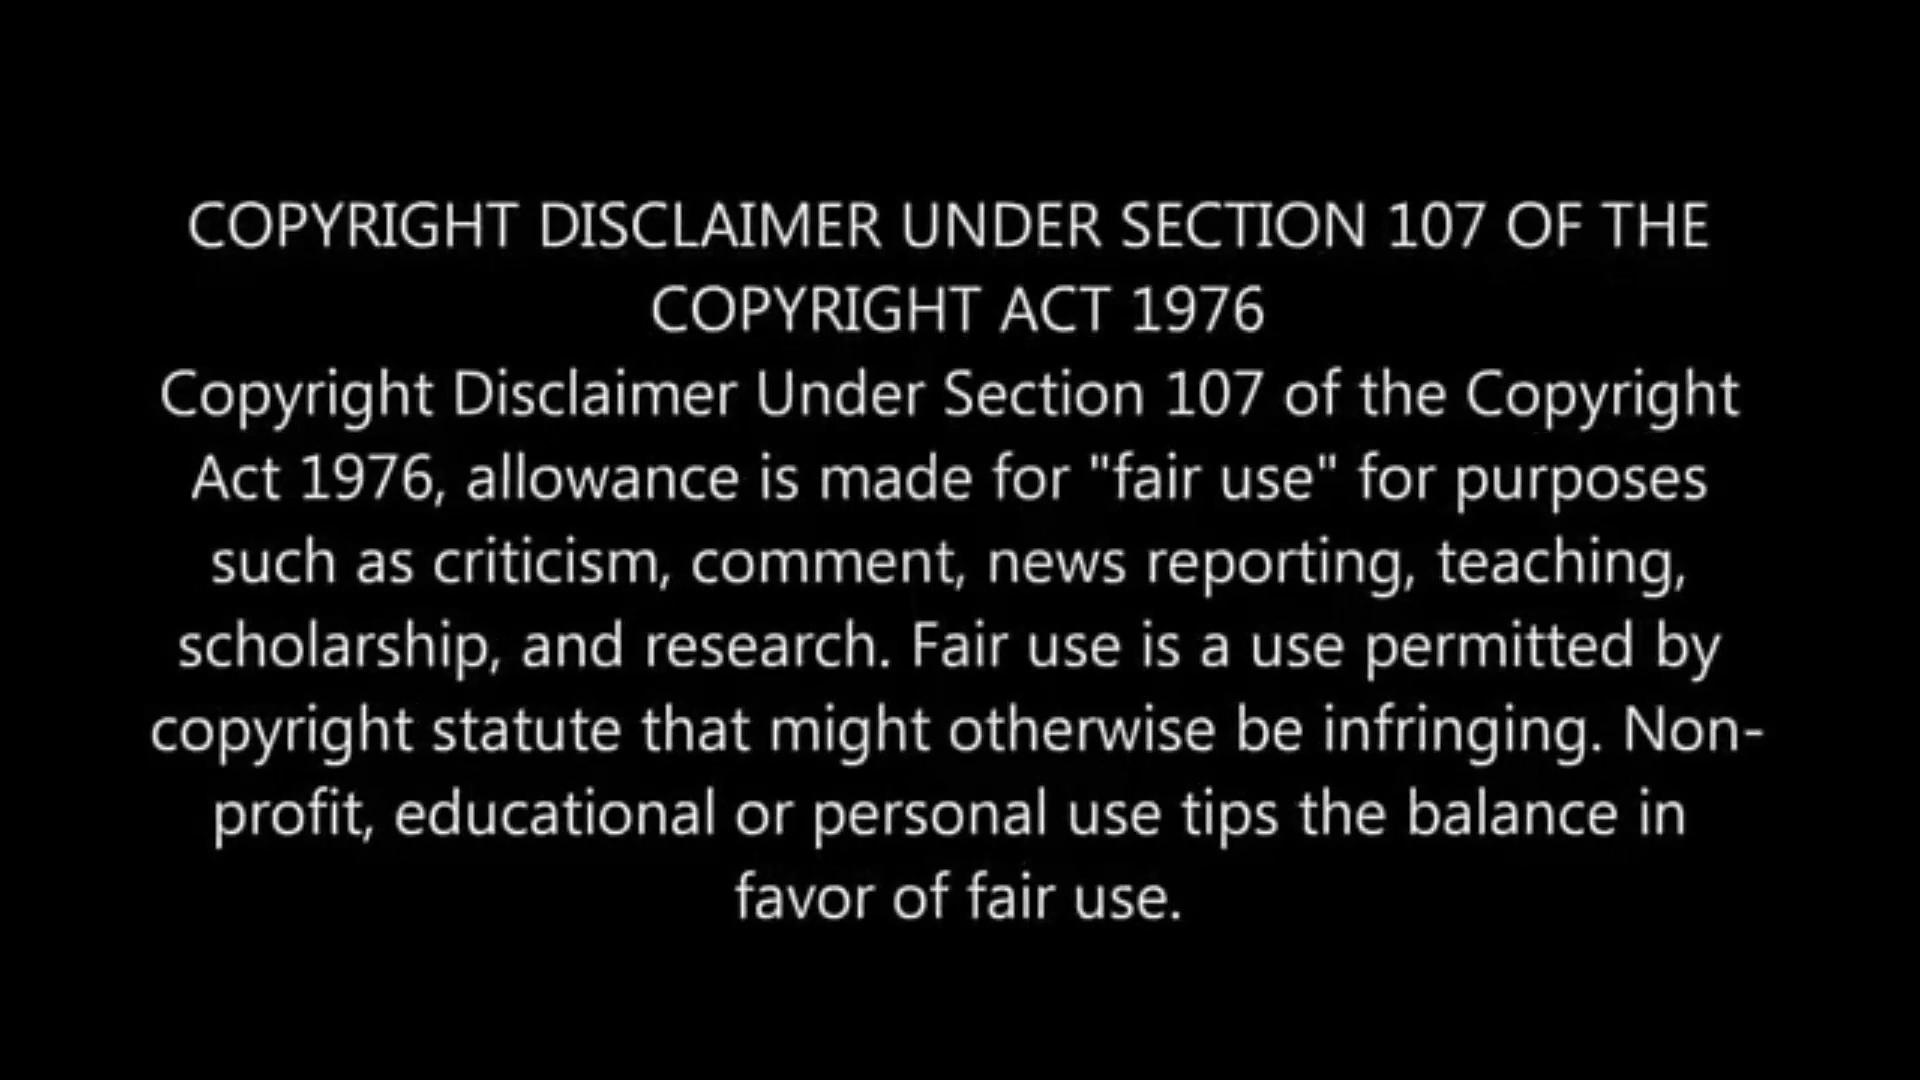 COPYRIGHT DISCLAIMER UNDER SECTION 107 OF THE
COPYRIGHT ACT 1976
Copyright Disclaimer Under Section 107 of the Copyright
Act 1976, allowance is made for "fair use" for purposes
such as criticism, comment, news reporting, teaching,
scholarship, and research. Fair use is a use permitted by
copyright statute that might otherwise be infringing. Non-
profit, educational or personal use tips the balance in
favor of fair use.